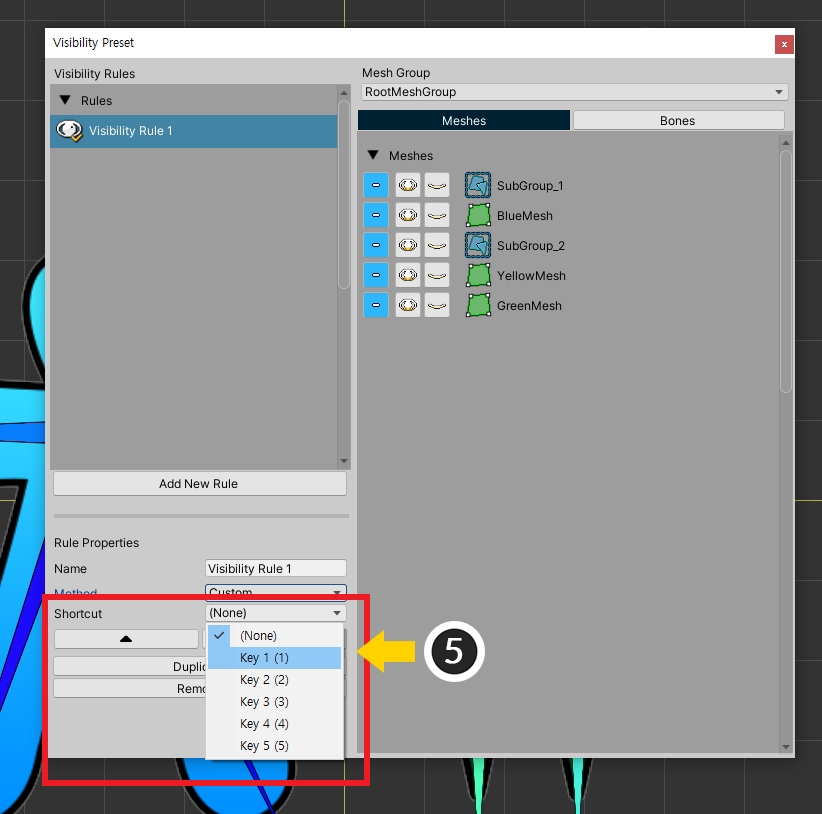 Visibility Preset
x
Visibility Rules
Rules
Visibility Rule 1
Add New Rule
Mesh Group
RootMeshGroup
Meshes
Bones
Meshes
SubGroup_1
BlueMesh
SubGroup_2
YellowMesh
GreenMesh
Rule Properties
Name
Visibility Rule 1
Method
Custom
Shortcut
(None)
(None)
Key 1 (1)
Key 2 (2)
Key 3 (3)
Key 4 (4)
Key 5 (5)
5